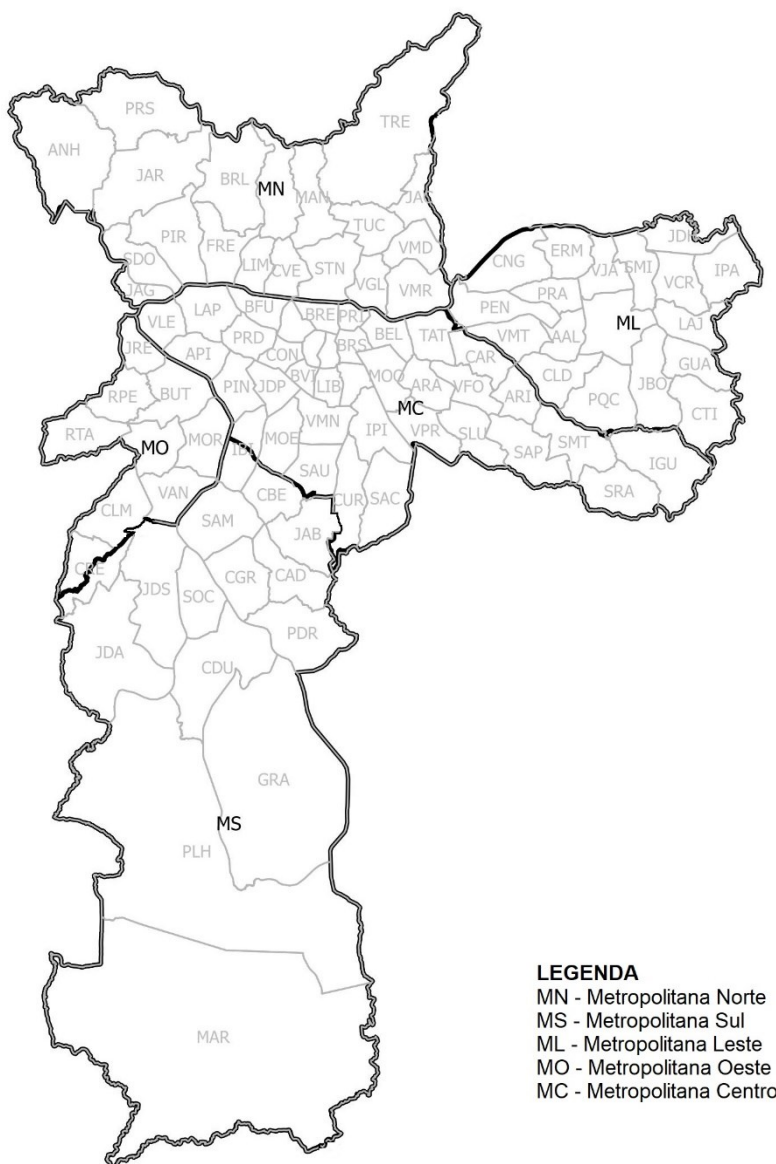 PRS
TRE
ANH
JAR
BRL
MN
MAN
JAC
TUC
PIR
FRE
VMD
SDO
LIM
CVE
STN
JAG
VGL
VMR
CNG
ERM
JDH
VJA
SMI
VCR
IPA
PEN
PRA
LAP
BFU
BRE
PRI
VLE
BEL
TAT
VMT
AAL
ML
LAJ
JRE
API
PRD
CON
BRS
CAR
GUA
RPE
BUT
PIN
JDP
BVI
LIB
MOO
ARA
VFO
ARI
CLD
PQC
JBO
CTI
RTA
MO
MOR
IBI
MOE
VMN
IPI
MC
VPR
SLU
SAP
SMT
IGU
SAU
CLM
VAN
CBE
CUR
SAC
SRA
SAM
JAB
CRE
JDS
SOC
CGR
CAD
JDA
CDU
PDR
GRA
MS
PLH
MAR
LEGENDA
MN - Metropolitana Norte
MS - Metropolitana Sul
ML - Metropolitana Leste
MO - Metropolitana Oeste
MC - Metropolitana Centro